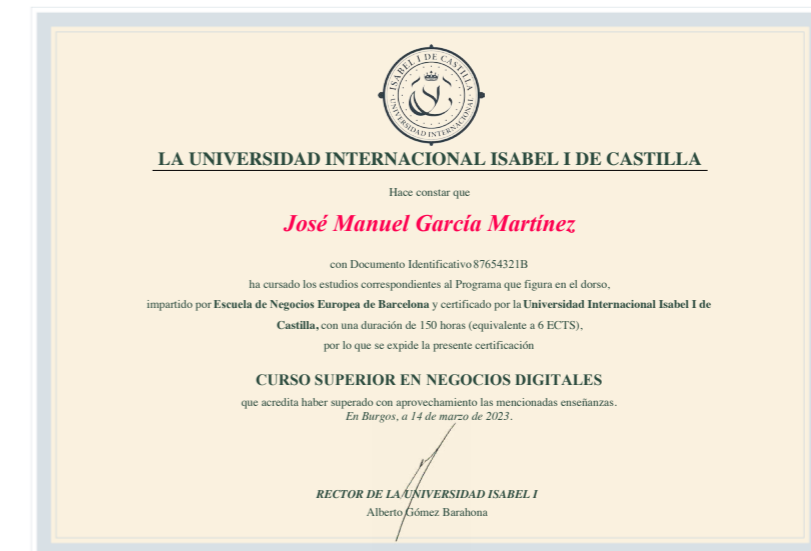 ISABEL I DE CASTILLA
UNIVERSIDAD INTERNACIONAL
LA UNIVERSIDAD INTERNACIONAL ISABEL I DE CASTILLA
Hace constar que
José Manuel García Martínez
con Documento Identificativo 87654321B
ha cursado los estudios correspondientes al Programa que figura en el dorso,
impartido por Escuela de Negocios Europea de Barcelona y certificado por la Universidad Internacional Isabel I de
Castilla, con una duración de 150 horas (equivalente a 6 ECTS),
por lo que se expide la presente certificación
CURSO SUPERIOR EN NEGOCIOS DIGITALES
que acredita haber superado con aprovechamiento las mencionadas enseñanzas.
En Burgos, a 14 de marzo de 2023.
RECTOR DE LA UNIVERSIDAD ISABEL I
Alberto Gómez Barahona